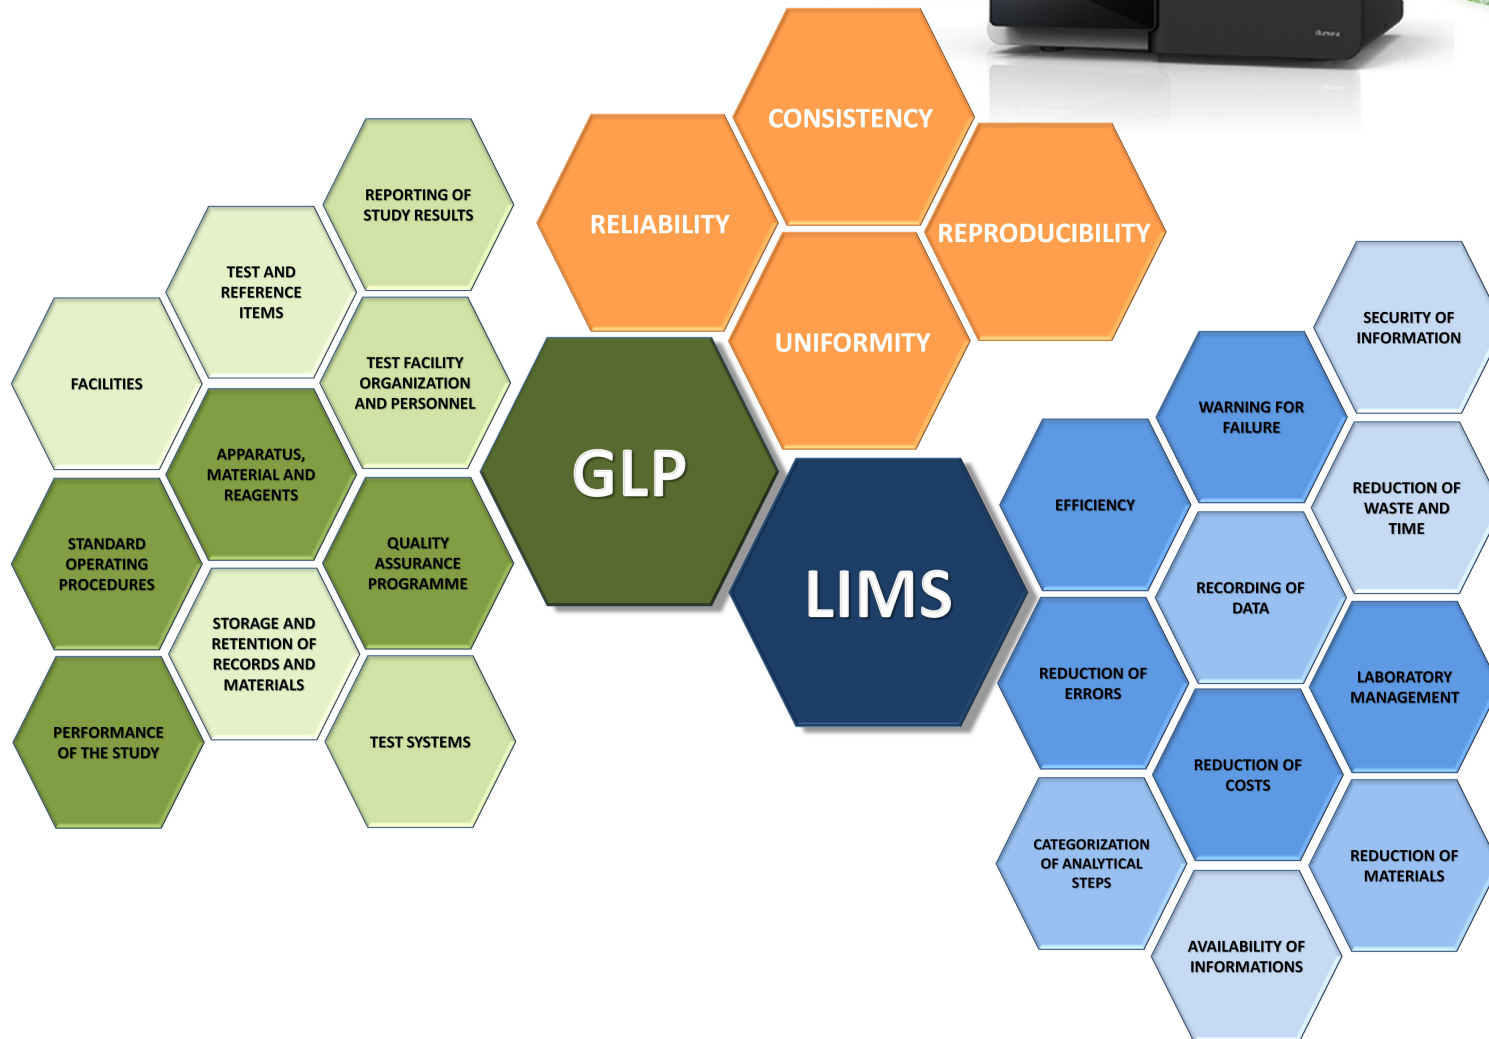 illumina
CONSISTENCY
RELIABILITY
REPRODUCIBILITY
UNIFORMITY
REPORTING OF
STUDY RESULTS
TEST AND
REFERENCE
ITEMS
FACILITIES
TEST FACILITY
ORGANIZATION
AND PERSONNEL
APPARATUS,
MATERIAL AND
REAGENTS
STANDARD
OPERATING
PROCEDURES
QUALITY
ASSURANCE
PROGRAMME
STORAGE AND
RETENTION OF
RECORDS AND
MATERIALS
PERFORMANCE
OF THE STUDY
TEST SYSTEMS
GLP
LIMS
SECURITY OF
INFORMATION
WARNING FOR
FAILURE
EFFICIENCY
REDUCTION OF
WASTE AND
TIME
RECORDING OF
DATA
REDUCTION OF
ERRORS
LABORATORY
MANAGEMENT
REDUCTION OF
COSTS
CATEGORIZATION
OF ANALYTICAL
STEPS
REDUCTION OF
MATERIALS
AVAILABILITY OF
INFORMATIONS